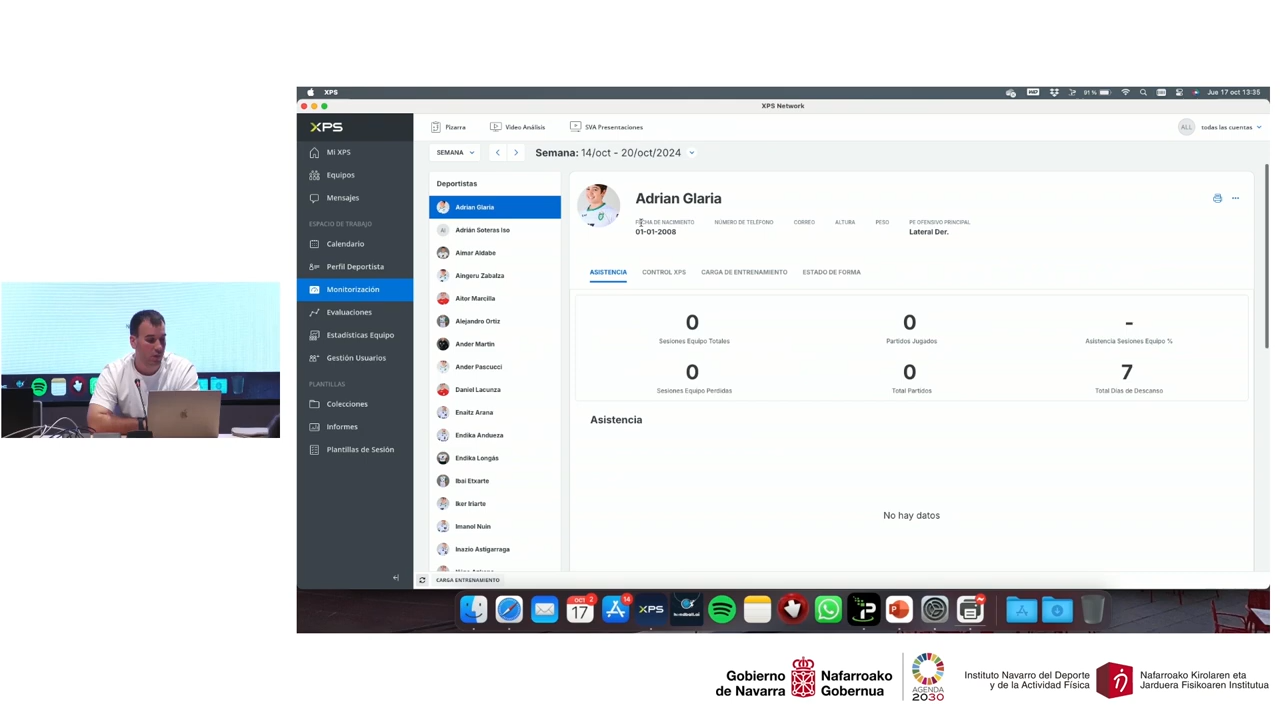 XPS
91 %
Jue 17 oct 13:35
XPS Network
XPS
Pizarra
Video Análisis
SVA Presentaciones
ALL
todas las cuentas
Mi XPS
Equipos
Mensajes
ESPACIO DE TRABAJO
Calendario
Perfil Deportista
Monitorización
Evaluaciones
Estadísticas Equipo
Gestión Usuarios
PLANTILLAS
Colecciones
Informes
Plantillas de Sesión
SEMANA
Semana: 14/oct - 20/oct/2024
Deportistas
Adrian Glaria
AI Adrián Soteras Iso
Aimar Aldabe
Aingeru Zabalza
Aitor Marcilla
Alejandro Ortiz
Ander Martin
Ander Pascucci
Daniel Lacunza
Enaitz Arana
Endika Andueza
Endika Longás
Ibai Etxarte
Iker Iriarte
Imanol Nuin
Inazio Astigarraga
Adrian Glaria
FECHA DE NACIMIENTO NÚMERO DE TELÉFONO CORREO ALTURA PESO PE OFENSIVO PRINCIPAL
01-01-2008 Lateral Der.
ASISTENCIA CONTROL XPS CARGA DE ENTRENAMIENTO ESTADO DE FORMA
0 0 -
Sesiones Equipo Totales Partidos Jugados Asistencia Sesiones Equipo %
0 0 7
Sesiones Equipo Perdidas Total Partidos Total Días de Descanso
Asistencia
No hay datos
CARGA ENTRENAMIENTO
OCT 2
17
14
XPS
Gobierno
de Navarra
Nafarroako
Gobernua
AGENDA
2030
Instituto Navarro del Deporte
y de la Actividad Física
Nafarroako Kirolaren eta
Jarduera Fisikoaren Institutua